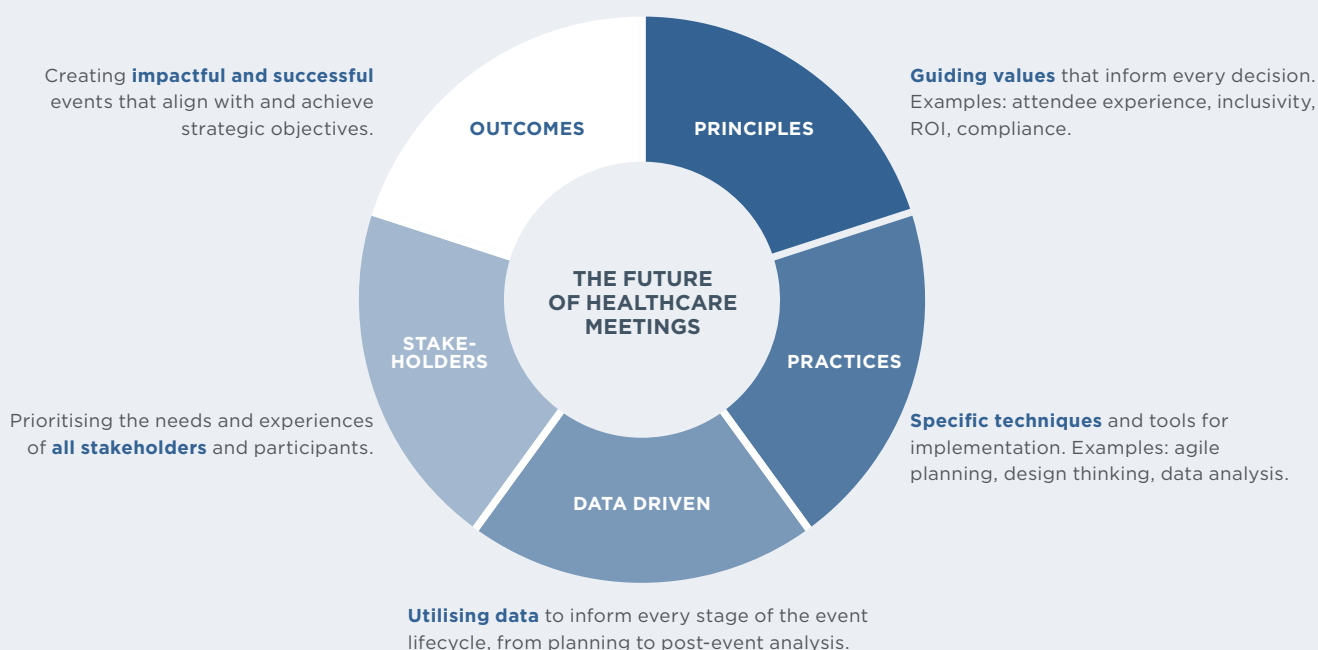 Creating impactful and successful
events that align with and achieve
strategic objectives.
OUTCOMES
PRINCIPLES
Guiding values that inform every decision.
Examples: attendee experience, inclusivity,
ROI, compliance.
THE FUTURE
OF HEALTHCARE
MEETINGS
STAKE-
HOLDERS
PRACTICES
Prioritising the needs and experiences
of all stakeholders and participants.
Specific techniques and tools for
implementation. Examples: agile
planning, design thinking, data analysis.
DATA DRIVEN
Utilising data to inform every stage of the event
lifecycle, from planning to post-event analysis.